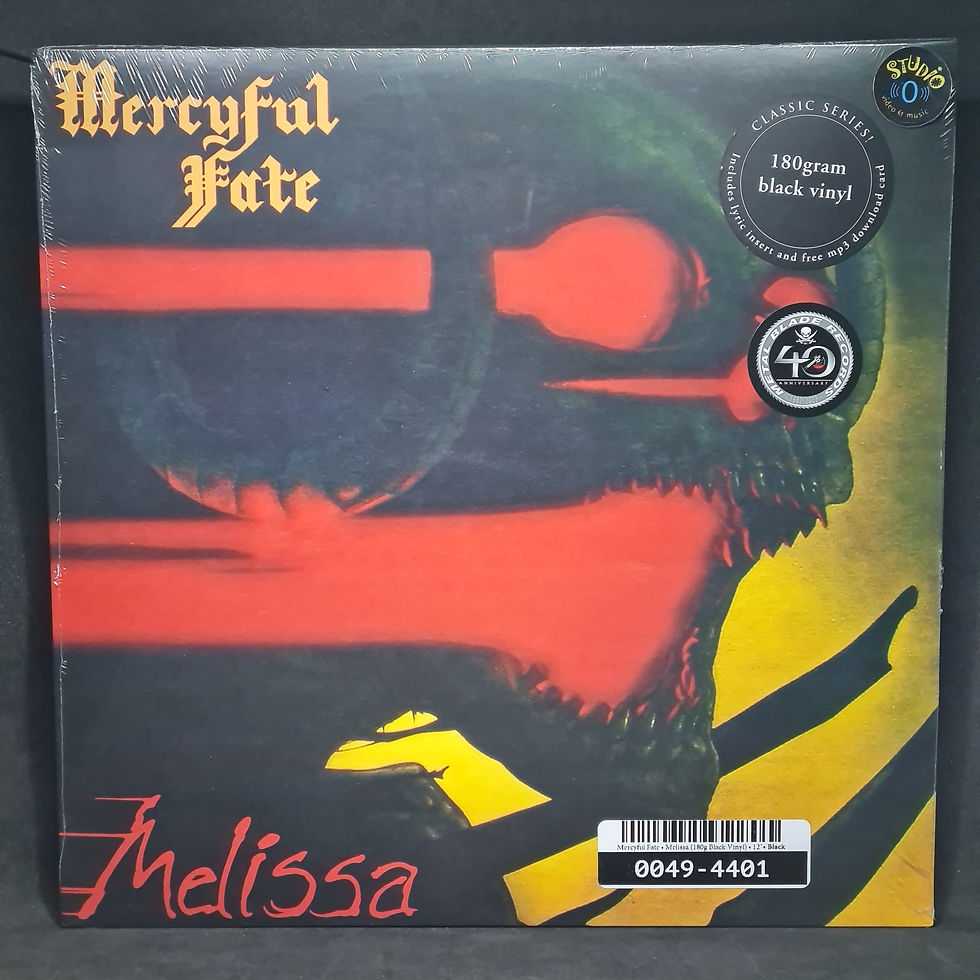 Mercyful
Fate
STUDIO
0
video & music
CLASSIC SERIES!
180gram
black vinyl
Includes lyric insert and free mp3 download card
METAL BLADE RECORDS
40
ANNIVERSARY
Melissa
Mercyful Fate • Melissa (180g Black Vinyl) • 12" • Black
0049-4401